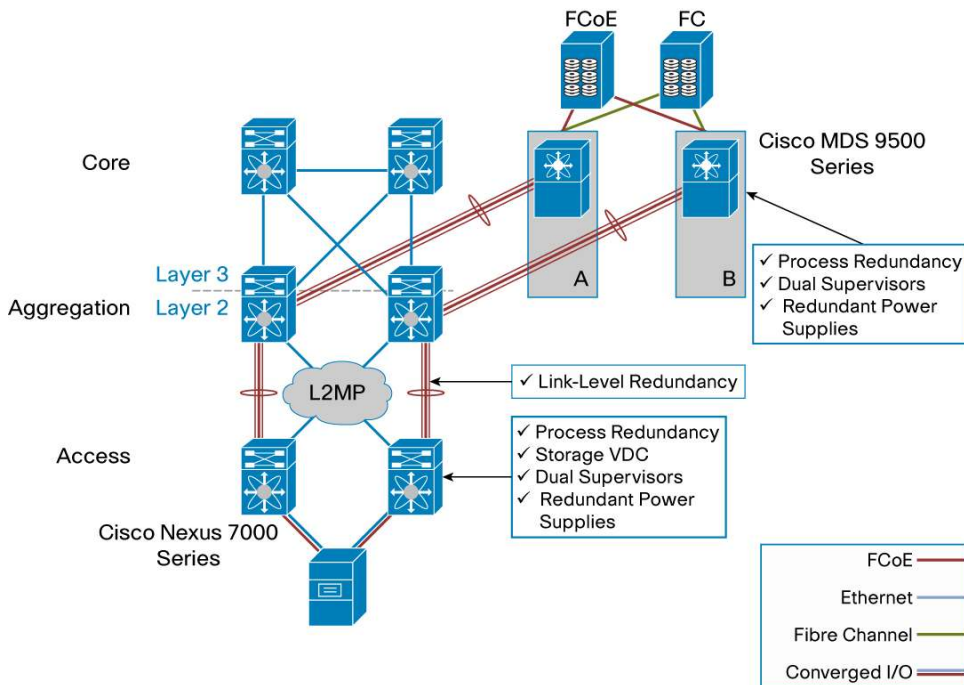 FCoE
FC
Cisco MDS 9500
Series
Core
Layer 3
Layer 2
Aggregation
A
B
✓ Process Redundancy
✓ Dual Supervisors
✓ Redundant Power
Supplies
L2MP
✓ Link-Level Redundancy
Access
✓ Process Redundancy
✓ Storage VDC
✓ Dual Supervisors
✓ Redundant Power
Supplies
Cisco Nexus 7000
Series
FCoE
Ethernet
Fibre Channel
Converged I/O